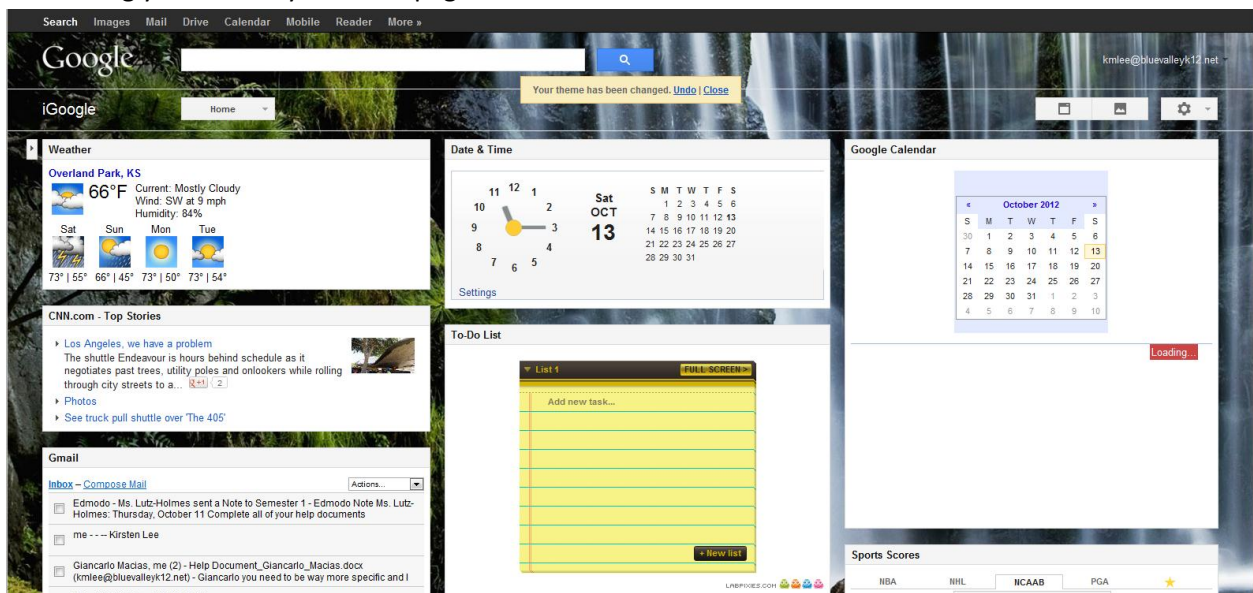 Search Images Mail Drive Calendar Mobile Reader More »
Google
kmlee@bluevalleyk12.net
Your theme has been changed. Undo | Close
iGoogle
Home
Weather
Overland Park, KS
66°F
Current: Mostly Cloudy
Wind: SW at 9 mph
Humidity: 84%
Sat Sun Mon Tue
73° | 55° 66° | 45° 73° | 50° 73° | 54°
CNN.com - Top Stories
Los Angeles, we have a problem
The shuttle Endeavour is hours behind schedule as it
negotiates past trees, utility poles and onlookers while rolling
through city streets to a... +1 2
Photos
See truck pull shuttle over 'The 405'
Gmail
Inbox – Compose Mail
Actions...
Edmodo - Ms. Lutz-Holmes sent a Note to Semester 1 - Edmodo Note Ms. Lutz-
Holmes: Thursday, October 11 Complete all of your help documents
me - - -- Kirsten Lee
Giancarlo Macias, me (2) - Help Document_Giancarlo_Macias.docx
(kmlee@bluevalleyk12.net) - Giancarlo you need to be way more specific and I
Date & Time
12
11 1
10 2
9 3
8 4
7 5
6
Sat
OCT
13
S M T W T F S
1 2 3 4 5 6
7 8 9 10 11 12 13
14 15 16 17 18 19 20
21 22 23 24 25 26 27
28 29 30 31
Settings
To-Do List
List 1
FULL SCREEN >
Add new task...
+ New list
LABPIXIES.COM
Google Calendar
« October 2012 »
S M T W T F S
30 1 2 3 4 5 6
7 8 9 10 11 12 13
14 15 16 17 18 19 20
21 22 23 24 25 26 27
28 29 30 31 1 2 3
4 5 6 7 8 9 10
Loading...
Sports Scores
NBA NHL NCAAB PGA